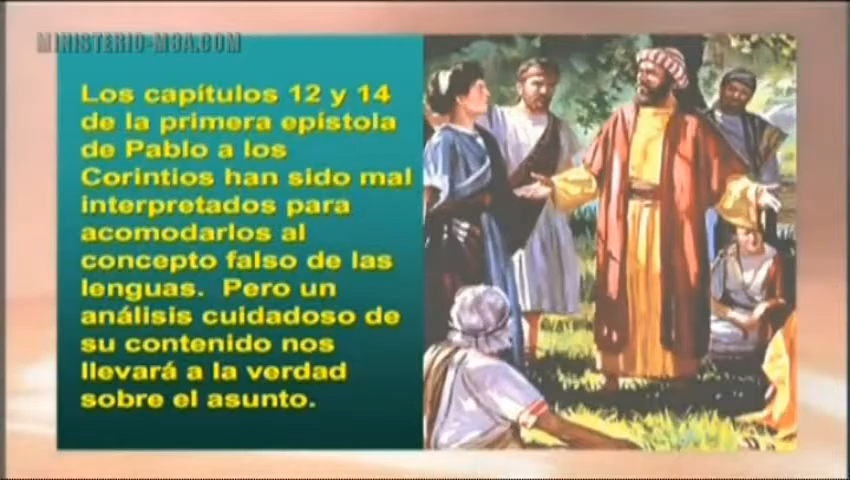 MINISTERIO-M3A.COM
Los capítulos 12 y 14
de la primera epístola
de Pablo a los
Corintios han sido mal
interpretados para
acomodarlos al
concepto falso de las
lenguas. Pero un
análisis cuidadoso de
su contenido nos
llevará a la verdad
sobre el asunto.